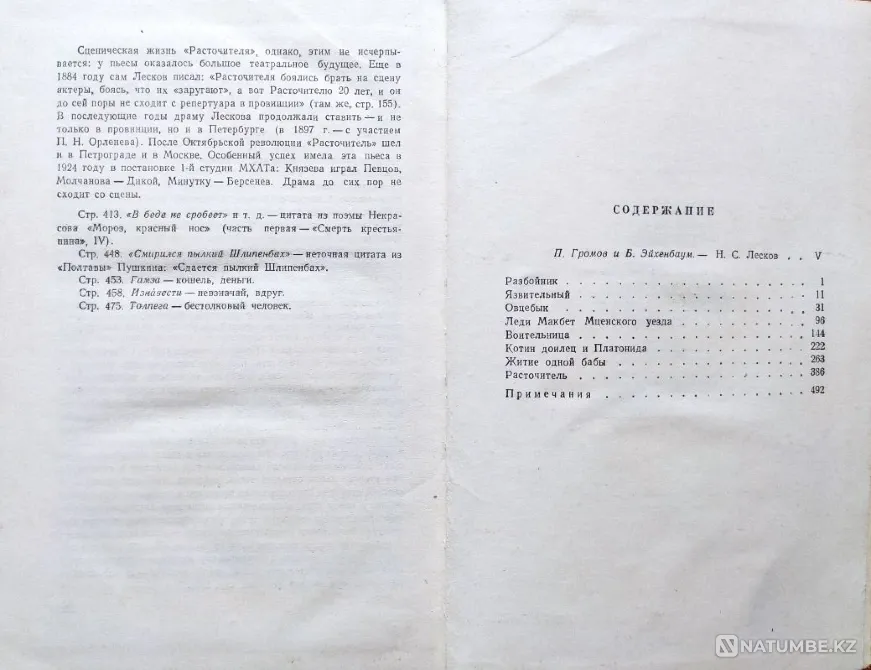 Сценическая жизнь «Расточителя», однако, этим не исчерпы-
вается: у пьесы оказалось большое театральное будущее. Еще в
1884 году сам Лесков писал: «Расточителя боялись брать на сцену
актеры, боясь, что их «заругают», а вот Расточителю 20 лет, и он
до сей поры не сходит с репертуара в провинции» (там же, стр. 155).
В последующие годы драму Лескова продолжали ставить — и не
только в провинции, но и в Петербурге (в 1897 г. — с участием
П. Н. Орленева). После Октябрьской революции «Расточитель» шел
и в Петрограде и в Москве. Особенный успех имела эта пьеса в
1924 году в постановке 1-й студии МХАТа: Князева играл Певцов,
Молчанова — Дикой, Минутку — Берсенев. Драма до сих пор не
сходит со сцены.
Стр. 413. «В беде не сробеет» и т. д. — цитата из поэмы Некра-
сова «Мороз, красный нос» (часть первая — «Смерть крестья-
нина», IV).
Стр. 448. «Смирился пылкий Шлипенбах» — неточная цитата из
«Полтавы» Пушкина: «Сдается пылкий Шлипенбах».
Стр. 453. Гамза — кошель, деньги.
Стр. 458. Изнавести — невзначай, вдруг.
Стр. 475. Толпега — бестолковый человек.
СОДЕРЖАНИЕ
П. Громов и Б. Эйхенбаум. — Н. С. Лесков . . V
Разбойник . . . . . . . . . . . . . . . . 1
Язвительный . . . . . . . . . . . . . . . 11
Овцебык . . . . . . . . . . . . . . . . . 31
Леди Макбет Мценского уезда . . . . . . . . 96
Воительница . . . . . . . . . . . . . . . 144
Котин доилец и Платонида . . . . . . . . . 222
Житие одной бабы . . . . . . . . . . . . . 263
Расточитель . . . . . . . . . . . . . . . 386
Примечания . . . . . . . . . . . . . . . 492
NATUMBE.KZ